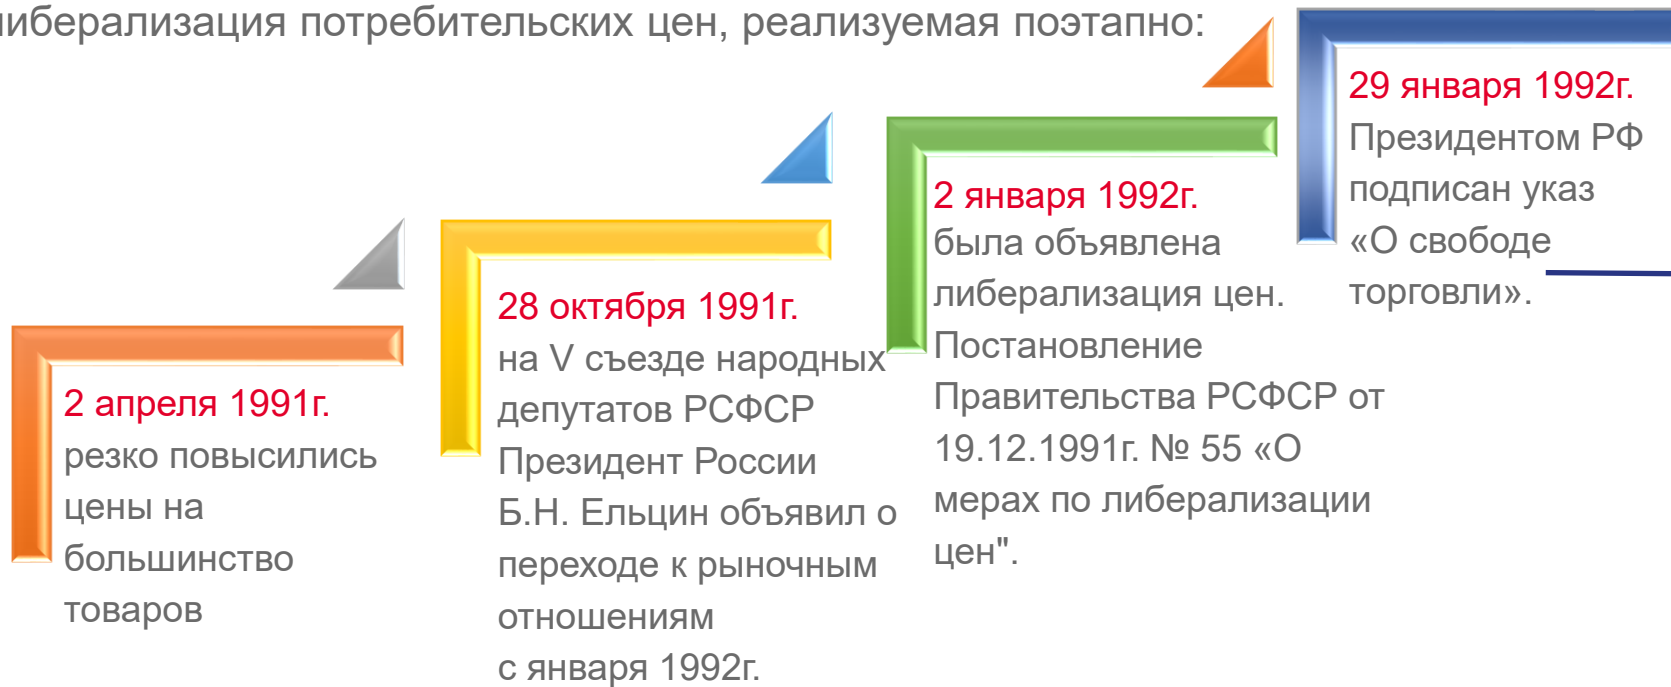 либерализация потребительских цен, реализуемая поэтапно:
2 апреля 1991г.
резко повысились
цены на
большинство
товаров
28 октября 1991г.
на V съезде народных
депутатов РСФСР
Президент России
Б.Н. Ельцин объявил о
переходе к рыночным
отношениям
с января 1992г.
2 января 1992г.
была объявлена
либерализация цен.
Постановление
Правительства РСФСР от
19.12.1991г. № 55 «О
мерах по либерализации
цен".
29 января 1992г.
Президентом РФ
подписан указ
«О свободе
торговли».